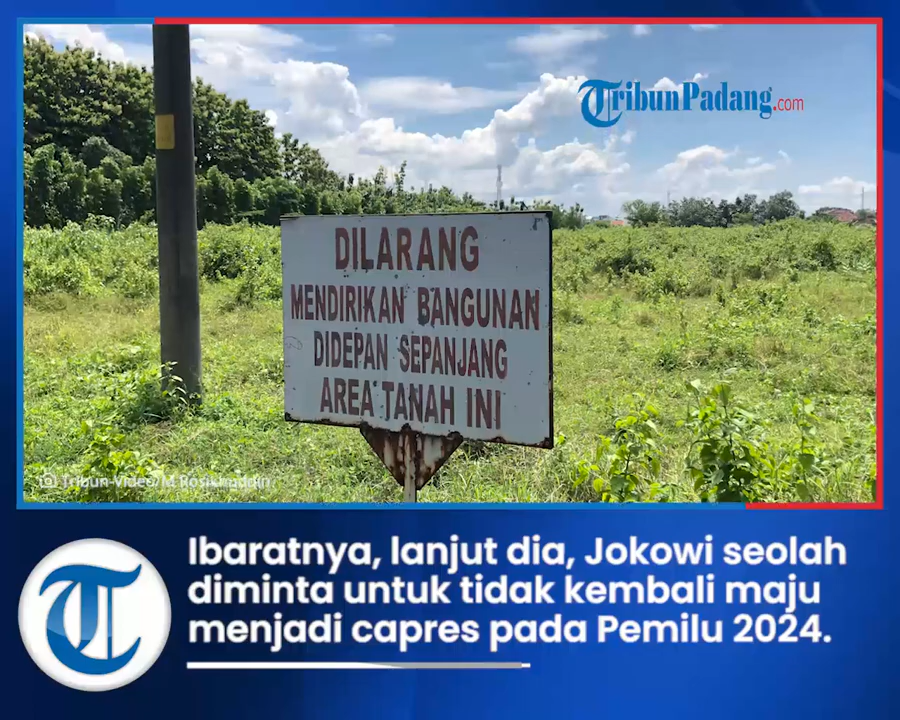 TribunPadang.com
DILARANG
MENDIRIKAN BANGUNAN
DIDEPAN SEPANJANG
AREA TANAH INI
Tribun-Video/M Rosikhuddin
Ibaratnya, lanjut dia, Jokowi seolah
diminta untuk tidak kembali maju
menjadi capres pada Pemilu 2024.